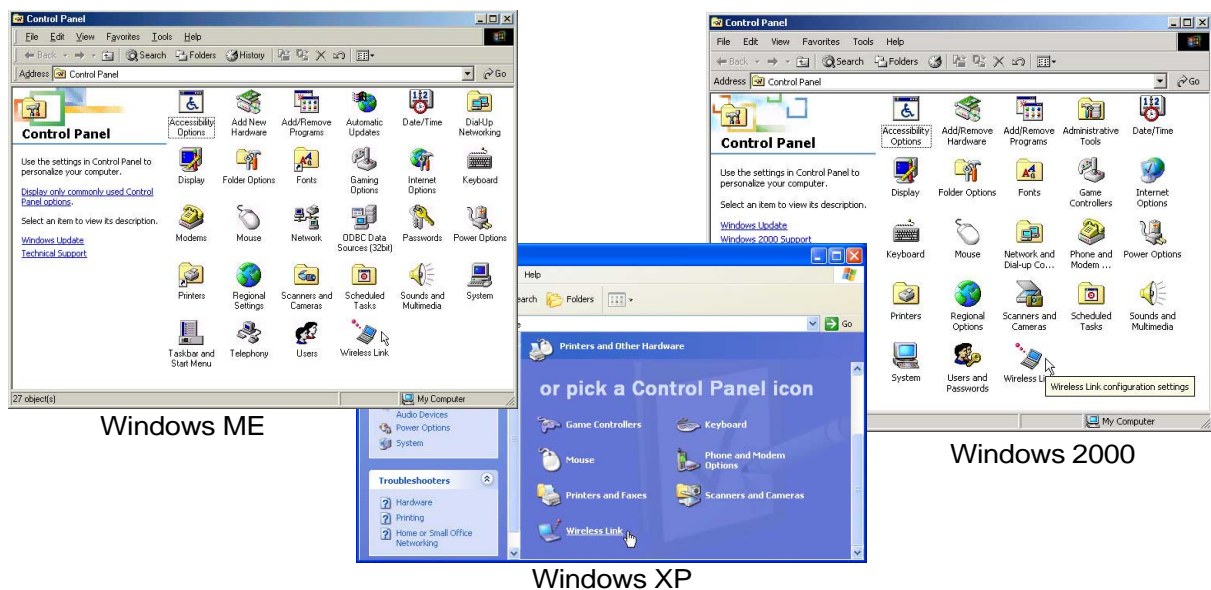 Control Panel
File Edit View Favorites Tools Help
Back Search Folders History
Address Control Panel Go
Control Panel
Use the settings in Control Panel to
personalize your computer.
Display only commonly used Control
Panel options.
Select an item to view its description.
Windows Update
Technical Support
Accessibility
Options
Add New
Hardware
Add/Remove
Programs
Automatic
Updates
Date/Time
Dial-Up
Networking
Display
Folder Options
Fonts
Gaming
Options
Internet
Options
Keyboard
Modems
Mouse
Network
ODBC Data
Sources (32bit)
Passwords
Power Options
Printers
Regional
Settings
Scanners and
Cameras
Scheduled
Tasks
Sounds and
Multimedia
System
Taskbar and
Start Menu
Telephony
Users
Wireless Link
27 object(s)
My Computer
Windows ME
Control Panel
File Edit View Favorites Tools Help
Back Search Folders
Address Control Panel Go
Control Panel
Use the settings in Control Panel to
personalize your computer.
Select an item to view its description.
Windows Update
Windows 2000 Support
Accessibility
Options
Add/Remove
Hardware
Add/Remove
Programs
Administrative
Tools
Date/Time
Display
Folder Options
Fonts
Game
Controllers
Internet
Options
Keyboard
Mouse
Network and
Dial-up Co...
Phone and
Modem ...
Power Options
Printers
Regional
Options
Scanners and
Cameras
Scheduled
Tasks
Sounds and
Multimedia
System
Users and
Passwords
Wireless Li
Wireless Link configuration settings
My Computer
Windows 2000
Help
earch Folders
Go
Printers and Other Hardware
or pick a Control Panel icon
Audio Devices
Power Options
System
Troubleshooters
Hardware
Printing
Home or Small Office
Networking
Game Controllers
Keyboard
Mouse
Phone and Modem
Options
Printers and Faxes
Scanners and Cameras
Wireless Link
Windows XP